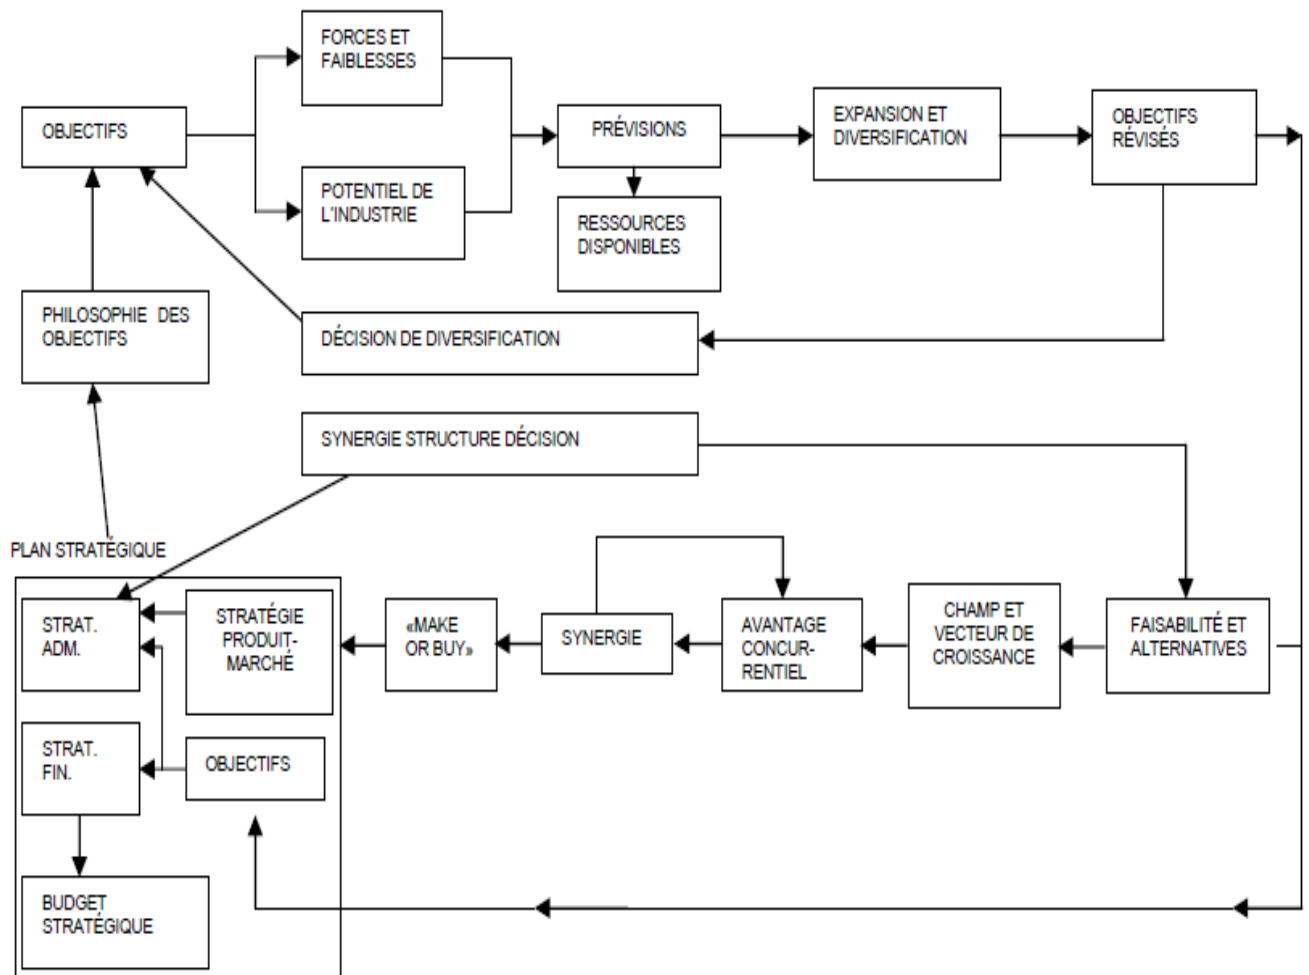 FORCES ET
FAIBLESSES
OBJECTIFS
POTENTIEL DE
L'INDUSTRIE
PRÉVISIONS
RESSOURCES
DISPONIBLES
EXPANSION ET
DIVERSIFICATION
OBJECTIFS
RÉVISÉS
PHILOSOPHIE DES
OBJECTIFS
DÉCISION DE DIVERSIFICATION
SYNERGIE STRUCTURE DÉCISION
PLAN STRATÉGIQUE
STRAT.
ADM.
STRATÉGIE
PRODUIT-
MARCHÉ
«MAKE
OR BUY»
SYNERGIE
AVANTAGE
CONCUR-
RENTIEL
CHAMP ET
VECTEUR DE
CROISSANCE
FAISABILITÉ ET
ALTERNATIVES
STRAT.
FIN.
OBJECTIFS
BUDGET
STRATÉGIQUE